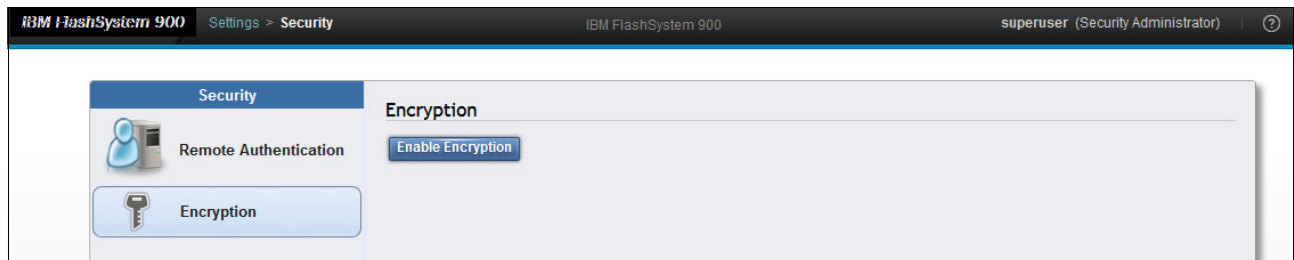 IBM FlashSystem 900 Settings > Security IBM FlashSystem 900 superuser (Security Administrator) | ?
Security
Encryption
Remote Authentication Enable Encryption
Encryption